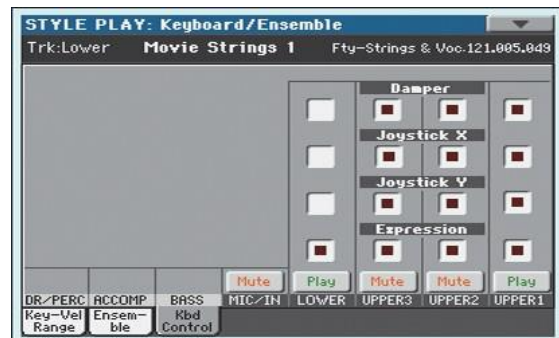 STYLE PLAY: Keyboard/Ensemble
Trk:Lower Movie Strings 1 Fty-Strings & Voc.121.005.049
Damper
Joystick X
Joystick Y
Expression
Mute Play Mute Mute Play
DR/PERC ACCOMP BASS MIC/IN LOWER UPPER3 UPPER2 UPPER1
Key-Vel Range Ensem-ble Kbd Control